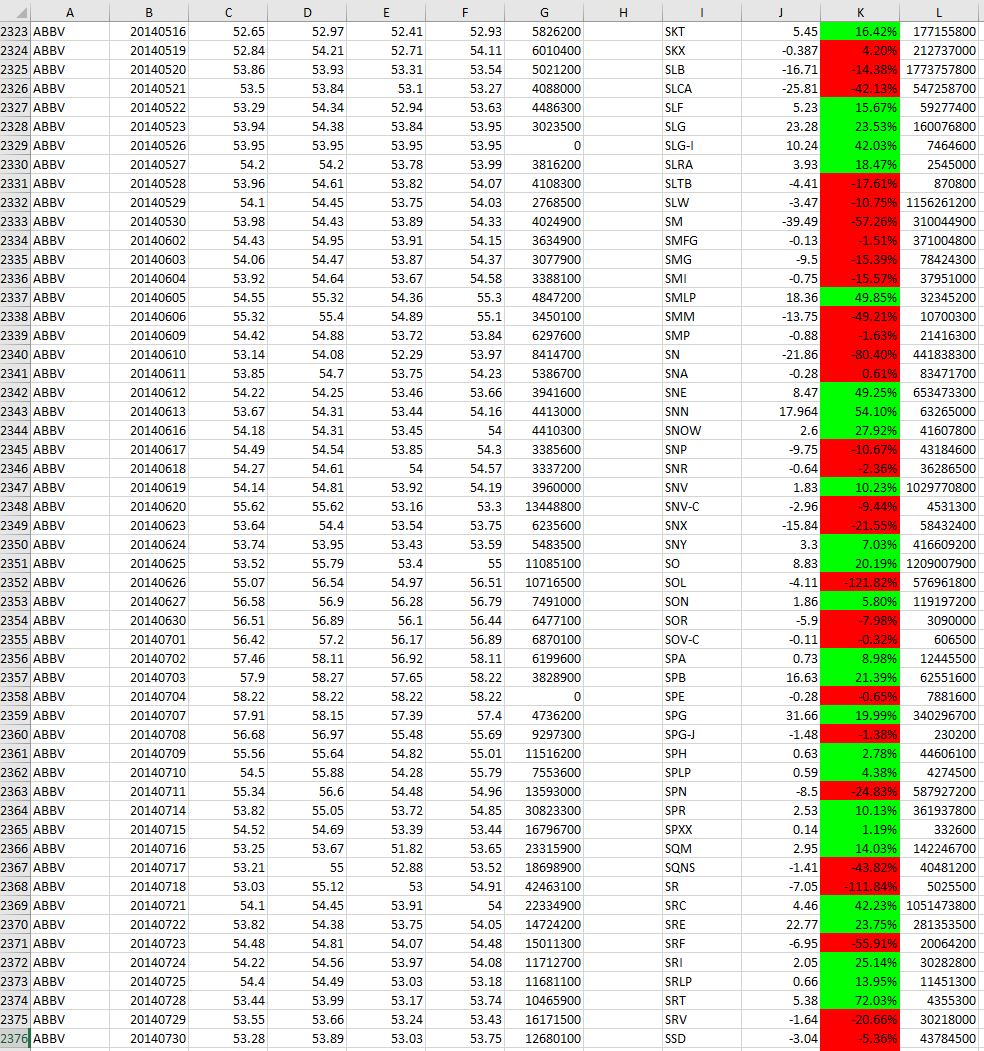 A B C D E F G H I J K L
2323 ABBV 20140516 52.65 52.97 52.41 52.93 5826200 SKT 5.45 16.42% 177155800
2324 ABBV 20140519 52.84 54.21 52.71 54.11 6010400 SKX -0.387 4.20% 212737000
2325 ABBV 20140520 53.86 53.93 53.31 53.54 5021200 SLB -16.71 -14.38% 1773757800
2326 ABBV 20140521 53.5 53.84 53.1 53.27 4088000 SLCA -25.81 -42.13% 547258700
2327 ABBV 20140522 53.29 54.34 52.94 53.63 4486300 SLF 5.23 15.67% 59277400
2328 ABBV 20140523 53.94 54.38 53.84 53.95 3023500 SLG 23.28 23.53% 160076800
2329 ABBV 20140526 53.95 53.95 53.95 53.95 0 SLG-I 10.24 42.03% 7464600
2330 ABBV 20140527 54.2 54.2 53.78 53.99 3816200 SLRA 3.93 18.47% 2545000
2331 ABBV 20140528 53.96 54.61 53.82 54.07 4108300 SLTB -4.41 -17.61% 870800
2332 ABBV 20140529 54.1 54.45 53.75 54.03 2768500 SLW -3.47 -10.75% 1156261200
2333 ABBV 20140530 53.98 54.43 53.89 54.33 4024900 SM -39.49 -57.26% 310044900
2334 ABBV 20140602 54.43 54.95 53.91 54.15 3634900 SMFG -0.13 -1.51% 371004800
2335 ABBV 20140603 54.06 54.47 53.87 54.37 3077900 SMG -9.5 -15.39% 78424300
2336 ABBV 20140604 53.92 54.64 53.67 54.58 3388100 SMI -0.75 -15.57% 37951000
2337 ABBV 20140605 54.55 55.32 54.36 55.3 4847200 SMLP 18.36 49.85% 32345200
2338 ABBV 20140606 55.32 55.4 54.89 55.1 3450100 SMM -13.75 -49.21% 10700300
2339 ABBV 20140609 54.42 54.88 53.72 53.84 6297600 SMP -0.88 -1.63% 21416300
2340 ABBV 20140610 53.14 54.08 52.29 53.97 8414700 SN -21.86 -80.40% 441838300
2341 ABBV 20140611 53.85 54.7 53.75 54.23 5386700 SNA -0.28 0.61% 83471700
2342 ABBV 20140612 54.22 54.25 53.46 53.66 3941600 SNE 8.47 49.25% 653473300
2343 ABBV 20140613 53.67 54.31 53.44 54.16 4413000 SNN 17.964 54.10% 63265000
2344 ABBV 20140616 54.18 54.31 53.45 54 4410300 SNOW 2.6 27.92% 41607800
2345 ABBV 20140617 54.49 54.54 53.85 54.3 3385600 SNP -9.75 -10.67% 43184600
2346 ABBV 20140618 54.27 54.61 54 54.57 3337200 SNR -0.64 -2.36% 36286500
2347 ABBV 20140619 54.14 54.81 53.92 54.19 3960000 SNV 1.83 10.23% 1029770800
2348 ABBV 20140620 55.62 55.62 53.16 53.3 13448800 SNV-C -2.96 -9.44% 4531300
2349 ABBV 20140623 53.64 54.4 53.54 53.75 6235600 SNX -15.84 -21.55% 58432400
2350 ABBV 20140624 53.74 53.95 53.43 53.59 5483500 SNY 3.3 7.03% 416609200
2351 ABBV 20140625 53.52 55.79 53.4 55 11085100 SO 8.83 20.19% 1209007900
2352 ABBV 20140626 55.07 56.54 54.97 56.51 10716500 SOL -4.11 -121.82% 576961800
2353 ABBV 20140627 56.58 56.9 56.28 56.79 7491000 SON 1.86 5.80% 119197200
2354 ABBV 20140630 56.51 56.89 56.1 56.44 6477100 SOR -5.9 -7.98% 3090000
2355 ABBV 20140701 56.42 57.2 56.17 56.89 6870100 SOV-C -0.11 -0.32% 606500
2356 ABBV 20140702 57.46 58.11 56.92 58.11 6199600 SPA 0.73 8.98% 12445500
2357 ABBV 20140703 57.9 58.27 57.65 58.22 3828900 SPB 16.63 21.39% 62551600
2358 ABBV 20140704 58.22 58.22 58.22 58.22 0 SPE -0.28 -0.65% 7881600
2359 ABBV 20140707 57.91 58.15 57.39 57.4 4736200 SPG 31.66 19.99% 340296700
2360 ABBV 20140708 56.68 56.97 55.48 55.69 9297300 SPG-J -1.48 -1.38% 230200
2361 ABBV 20140709 55.56 55.64 54.82 55.01 11516200 SPH 0.63 2.78% 44606100
2362 ABBV 20140710 54.5 55.88 54.28 55.79 7553600 SPLP 0.59 4.38% 4274500
2363 ABBV 20140711 55.34 56.6 54.48 54.96 13593000 SPN -8.5 -24.83% 587927200
2364 ABBV 20140714 53.82 55.05 53.72 54.85 30823300 SPR 2.53 10.13% 361937800
2365 ABBV 20140715 54.52 54.69 53.39 53.44 16796700 SPXX 0.14 1.19% 332600
2366 ABBV 20140716 53.25 53.67 51.82 53.65 23315900 SQM 2.95 14.03% 142246700
2367 ABBV 20140717 53.21 55 52.88 53.52 18698900 SQNS -1.41 -43.82% 40481200
2368 ABBV 20140718 53.03 55.12 53 54.91 42463100 SR -7.05 -111.84% 5025500
2369 ABBV 20140721 54.1 54.45 53.91 54 22334900 SRC 4.46 42.23% 1051473800
2370 ABBV 20140722 53.82 54.38 53.75 54.05 14724200 SRE 22.77 23.75% 281353500
2371 ABBV 20140723 54.48 54.81 54.07 54.48 15011300 SRF -6.95 -55.91% 20064200
2372 ABBV 20140724 54.22 54.56 53.97 54.08 11712700 SRI 2.05 25.14% 30282800
2373 ABBV 20140725 54.4 54.49 53.03 53.18 11681100 SRLP 0.66 13.95% 11451300
2374 ABBV 20140728 53.44 53.99 53.17 53.74 10465900 SRT 5.38 72.03% 4355300
2375 ABBV 20140729 53.55 53.66 53.24 53.43 16171500 SRV -1.64 -20.66% 30218000
2376 ABBV 20140730 53.28 53.89 53.03 53.75 12680100 SSD -3.04 -5.36% 43784500